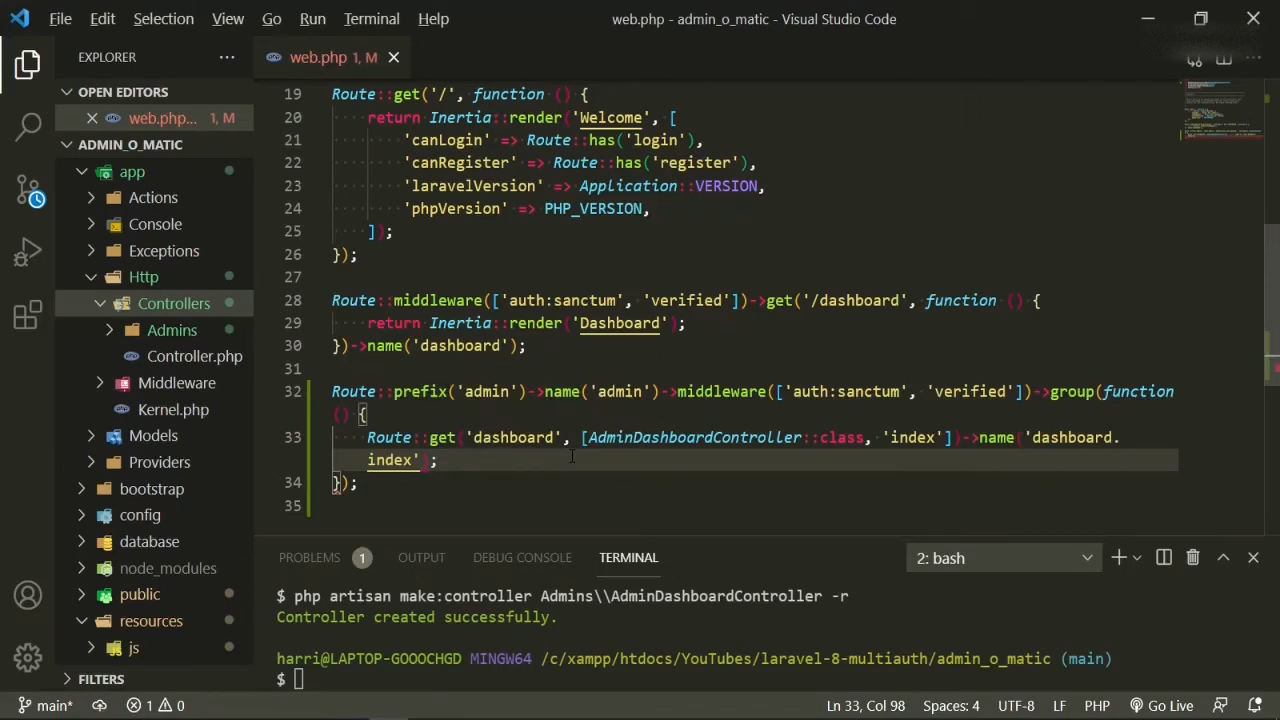 File Edit Selection View Go Run Terminal Help
web.php - admin_o_matic - Visual Studio Code
EXPLORER
web.php 1, M
OPEN EDITORS
web.php... 1, M
ADMIN_O_MATIC
app
Actions
Console
Exceptions
Http
Controllers
Admins
Controller.php
Middleware
Kernel.php
Models
Providers
bootstrap
config
database
node_modules
public
resources
js
FILTERS
19 Route::get('/', function () {
20 return Inertia::render('Welcome', [
21 'canLogin' => Route::has('login'),
22 'canRegister' => Route::has('register'),
23 'laravelVersion' => Application::VERSION,
24 'phpVersion' => PHP_VERSION,
25 ]);
26 });
27
28 Route::middleware(['auth:sanctum', 'verified'])->get('/dashboard', function () {
29 return Inertia::render('Dashboard');
30 })->name('dashboard');
31
32 Route::prefix('admin')->name('admin')->middleware(['auth:sanctum', 'verified'])->group(function
() {
33 Route::get('dashboard', [AdminDashboardController::class, 'index'])->name('dashboard.
index');
34 });
35
PROBLEMS 1 OUTPUT DEBUG CONSOLE TERMINAL 2: bash
$ php artisan make:controller Admins\\AdminDashboardController -r
Controller created successfully.
harri@LAPTOP-GOOOCHGD MINGW64 /c/xampp/htdocs/YouTubes/laravel-8-multiauth/admin_o_matic (main)
$
main* 1 0 Ln 33, Col 98 Spaces: 4 UTF-8 LF PHP Go Live